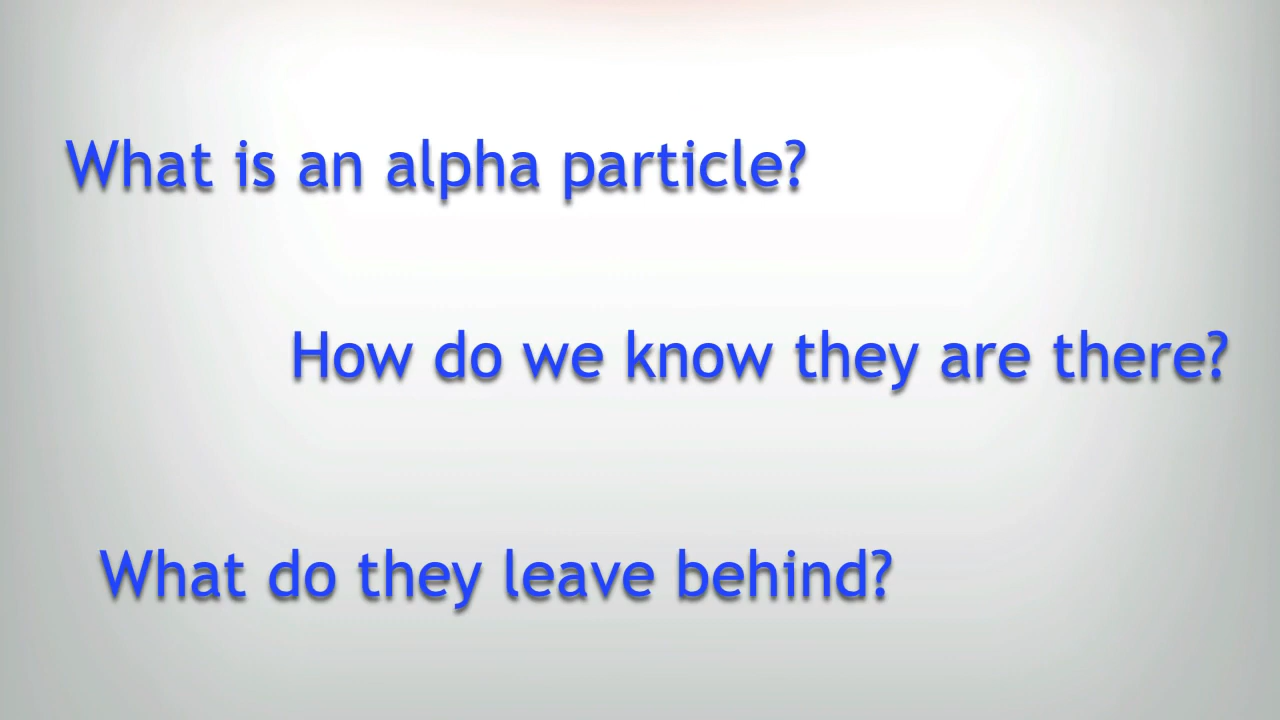 What is an alpha particle?
How do we know they are there?
What do they leave behind?